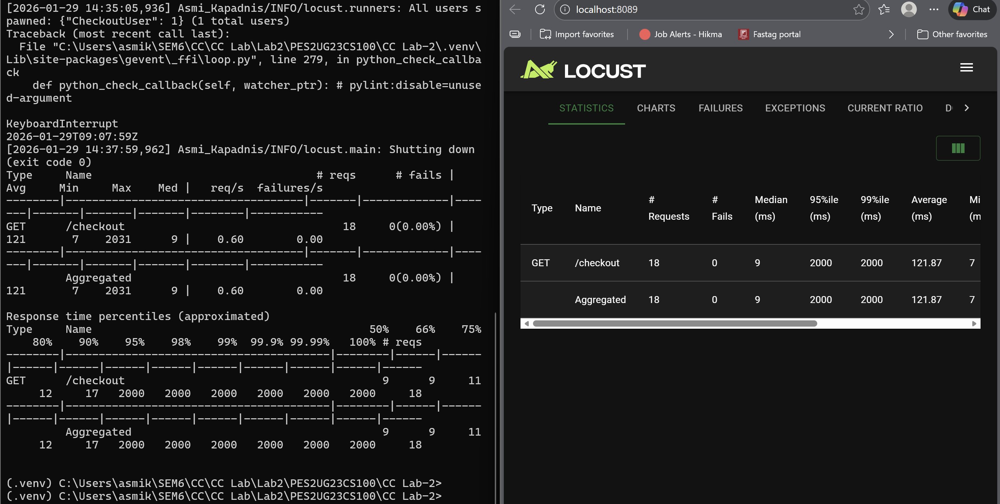 [2026-01-29 14:35:05,936] Asmi_Kapadnis/INFO/locust.runners: All users s
pawned: {"CheckoutUser": 1} (1 total users)
Traceback (most recent call last):
  File "C:\Users\asmik\SEM6\CC\CC Lab\Lab2\PES2UG23CS100\CC Lab-2\.venv\
Lib\site-packages\gevent\_ffi\loop.py", line 279, in python_check_callba
ck
    def python_check_callback(self, watcher_ptr): # pylint:disable=unuse
d-argument
KeyboardInterrupt
2026-01-29T09:07:59Z
[2026-01-29 14:37:59,962] Asmi_Kapadnis/INFO/locust.main: Shutting down
(exit code 0)
Type     Name                                  # reqs      # fails |
Avg     Min     Max    Med |   req/s  failures/s
--------|------------------------------------|-------|-------------|----
---|-------|-------|-------|--------|-----------
GET      /checkout                                 18     0(0.00%) |
121       7    2031      9 |    0.60        0.00
--------|------------------------------------|-------|-------------|----
---|-------|-------|-------|--------|-----------
         Aggregated                                18     0(0.00%) |
121       7    2031      9 |    0.60        0.00
Response time percentiles (approximated)
Type     Name                                          50%    66%    75%
    80%    90%    95%    98%    99%  99.9% 99.99%   100% # reqs
--------|----------------------------------------|--------|------|------
|------|------|------|------|------|------|------|------|------
GET      /checkout                                       9      9     11
     12     17   2000   2000   2000   2000   2000   2000     18
--------|----------------------------------------|--------|------|------
|------|------|------|------|------|------|------|------|------
         Aggregated                                      9      9     11
     12     17   2000   2000   2000   2000   2000   2000     18
(.venv) C:\Users\asmik\SEM6\CC\CC Lab\Lab2\PES2UG23CS100\CC Lab-2>
(.venv) C:\Users\asmik\SEM6\CC\CC Lab\Lab2\PES2UG23CS100\CC Lab-2>
localhost:8089 Chat
Import favorites Job Alerts - Hikma Fastag portal Other favorites
LOCUST
STATISTICS CHARTS FAILURES EXCEPTIONS CURRENT RATIO
Type Name # Requests # Fails Median (ms) 95%ile (ms) 99%ile (ms) Average (ms) Mi (m
GET /checkout 18 0 9 2000 2000 121.87 7
Aggregated 18 0 9 2000 2000 121.87 7